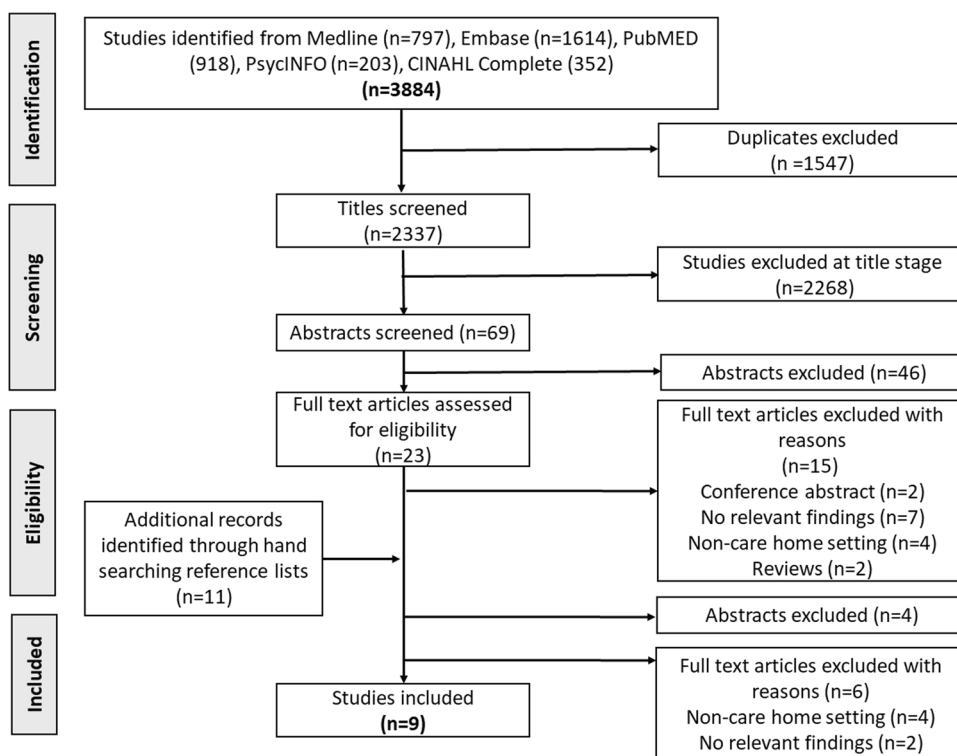 Identification
Studies identified from Medline (n=797), Embase (n=1614), PubMED
(918), PsycINFO (n=203), CINAHL Complete (352)
(n=3884)
Duplicates excluded
(n =1547)
Screening
Titles screened
(n=2337)
Studies excluded at title stage
(n=2268)
Abstracts screened (n=69)
Abstracts excluded (n=46)
Eligibility
Full text articles assessed
for eligibility
(n=23)
Full text articles excluded with
reasons
(n=15)
Conference abstract (n=2)
No relevant findings (n=7)
Non-care home setting (n=4)
Reviews (n=2)
Additional records
identified through hand
searching reference lists
(n=11)
Abstracts excluded (n=4)
Included
Full text articles excluded with
reasons (n=6)
Non-care home setting (n=4)
No relevant findings (n=2)
Studies included
(n=9)